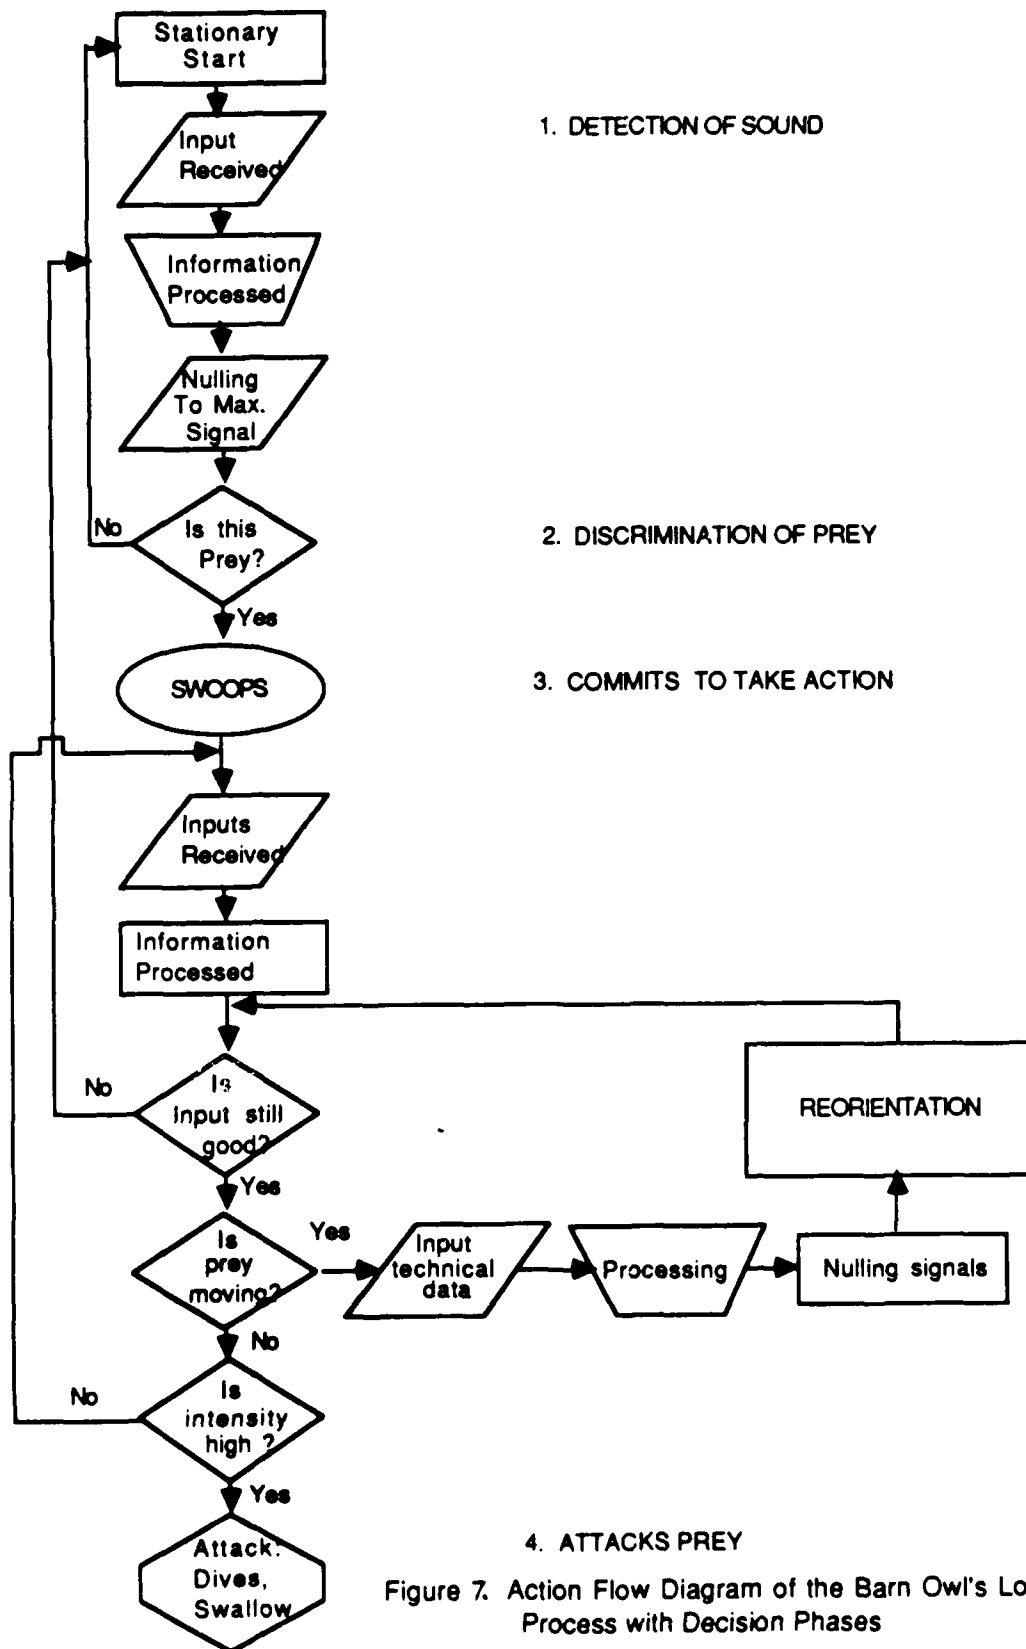 Stationary
Start
1. DETECTION OF SOUND
Input
Received
Information
Processed
Nulling
To Max.
Signal
No
Is this
Prey?
2. DISCRIMINATION OF PREY
Yes
SWOOPS
3. COMMITS TO TAKE ACTION
Inputs
Received
Information
Processed
No
Is
input still
good?
REORIENTATION
Yes
Is
prey
moving?
Yes
Input
technical
data
Processing
Nulling signals
No
No
Is
intensity
high ?
Yes
Attack:
Dives,
Swallow
4. ATTACKS PREY
Figure 7. Action Flow Diagram of the Barn Owl's Lo
Process with Decision Phases